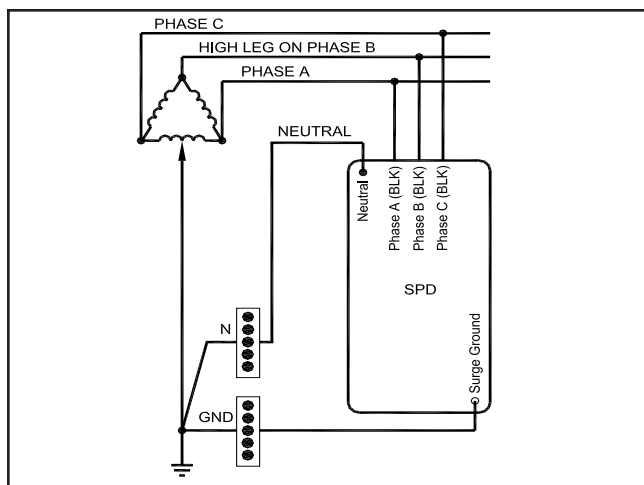 PHASE C
HIGH LEG ON PHASE B
PHASE A
NEUTRAL
Neutral
Phase A (BLK)
Phase B (BLK)
Phase C (BLK)
SPD
N
Surge Ground
GND